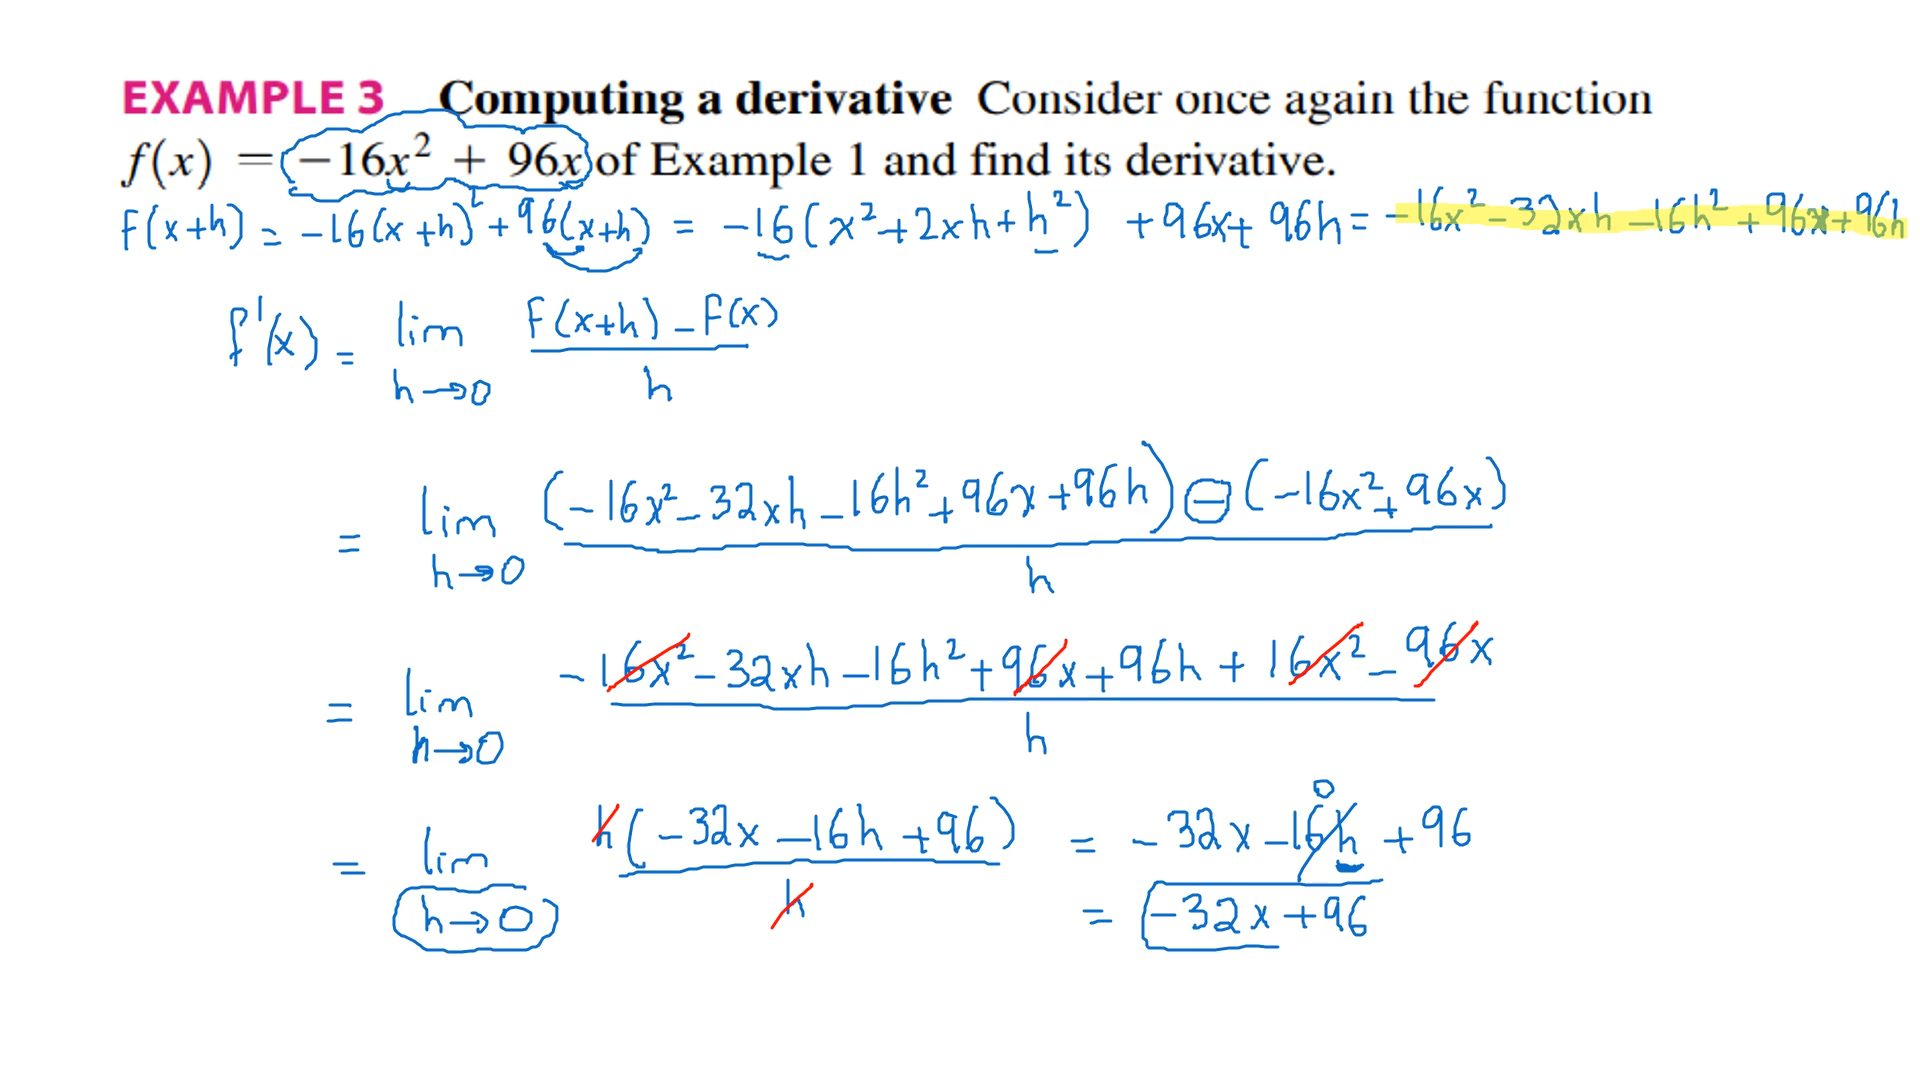 EXAMPLE 3 Computing a derivative Consider once again the function
f(x) = −16x² + 96x of Example 1 and find its derivative.
f(x+h) = −16(x+h)² + 96(x+h) = −16(x²+2xh+h²) + 96x + 96h = −16x² − 32xh − 16h² + 96x + 96h
f'(x) = lim h→0 f(x+h) − f(x) / h
= lim h→0 (−16x² − 32xh − 16h² + 96x + 96h) − (−16x² + 96x) / h
= lim h→0 −16x² − 32xh − 16h² + 96x + 96h + 16x² − 96x / h
= lim h→0 h(−32x − 16h + 96) / h = −32x − 16h 0 + 96
= −32x + 96